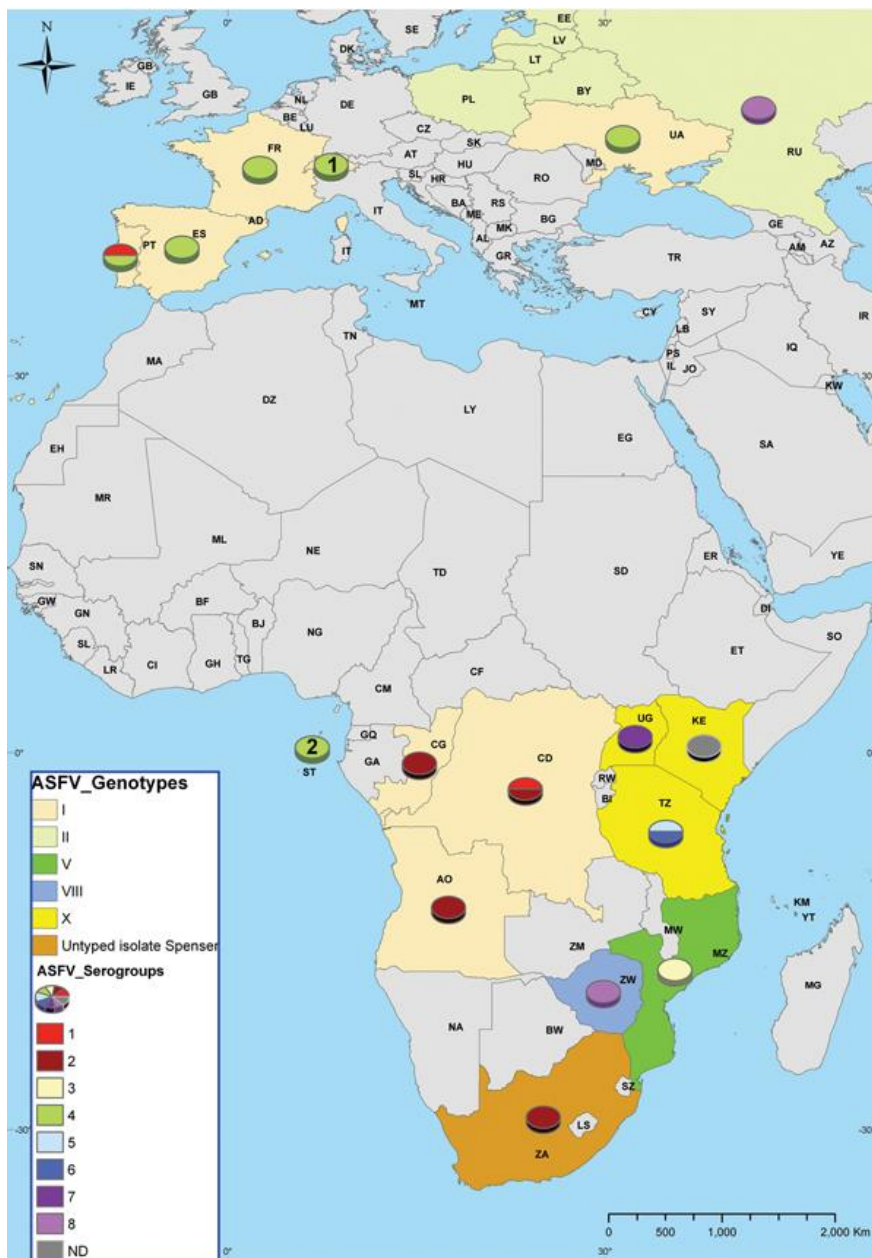 N
0°
30°
SE
EE
LV
LT
DK
GB
IE
GB
NL
DE
PL
BY
BE
LU
CZ
UA
RU
FR
SK
AT
HU
MD
1
SL
HR
RO
BA
RS
AD
IT
ME
BG
PT
ES
MK
AL
GE
IT
GR
AM
AZ
TR
MT
CY
SY
IR
TN
LB
IQ
MA
PS
IL
JO
30°
30°
KW
DZ
LY
EG
EH
SA
MR
ML
NE
ER
YE
SN
TD
SD
GW
BF
DI
GN
BJ
NG
SO
SL
CI
GH
TG
ET
LR
CF
CM
UG
KE
0°
2
GQ
CG
CD
0°
ST
GA
RW
BI
TZ
ASFV_Genotypes
I
II
V
VIII
X
Untyped isolate Spenser
ASFV_Serogroups
1
2
3
4
5
6
7
8
ND
AO
KM
YT
ZM
MW
MZ
ZW
MG
NA
BW
SZ
-30°
LS
-30°
ZA
0 500 1,000 2,000 Km
0°
30°